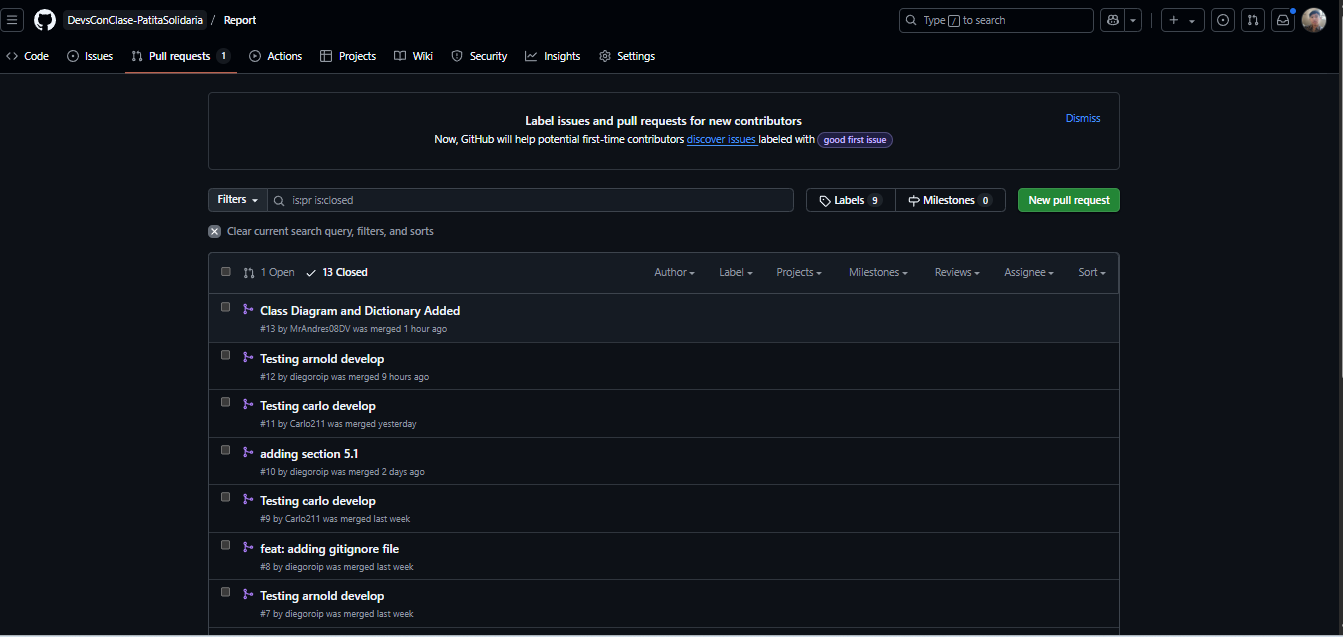 DevsConClase-PatitaSolidaria / Report
Type / to search
Code Issues Pull requests 1 Actions Projects Wiki Security Insights Settings
Label issues and pull requests for new contributors
Dismiss
Now, GitHub will help potential first-time contributors discover issues labeled with good first issue
Filters is:pr is:closed Labels 9 Milestones 0 New pull request
Clear current search query, filters, and sorts
1 Open 13 Closed Author Label Projects Milestones Reviews Assignee Sort
Class Diagram and Dictionary Added
#13 by MrAndres08DV was merged 1 hour ago
Testing arnold develop
#12 by diegoroip was merged 9 hours ago
Testing carlo develop
#11 by Carlo211 was merged yesterday
adding section 5.1
#10 by diegoroip was merged 2 days ago
Testing carlo develop
#9 by Carlo211 was merged last week
feat: adding gitignore file
#8 by diegoroip was merged last week
Testing arnold develop
#7 by diegoroip was merged last week